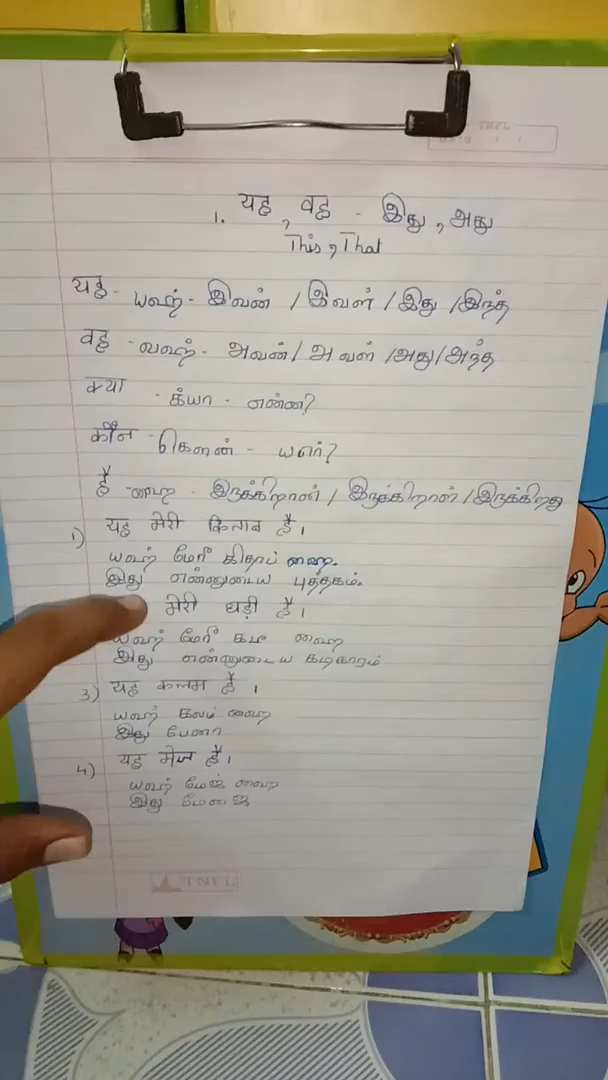 1. यह, वह - இது, அது
This, That
यह - யஹ் - இவன் / இவள் / இது / இந்த
वह - வஹ் - அவன் / அவள் / அது / அந்த
क्या - க்யா - என்ன?
कौन - கௌன் - யார்?
है - ஹை - இருக்கிறான் / இருக்கிறாள் / இருக்கிறது
1) यह मेरी किताब है।
யஹ் மேரீ கிதாப் ஹை.
இது என்னுடைய புத்தகம்.
मेरी घड़ी है।
யஹ் மேரீ கடீ ஹை
இது என்னுடைய கடிகாரம்
3) यह कलम है।
யஹ் கலம் ஹை
இது பேனா
4) यह मेज है।
யஹ் மேஜ் ஹை
இது மேஜை
TNPL